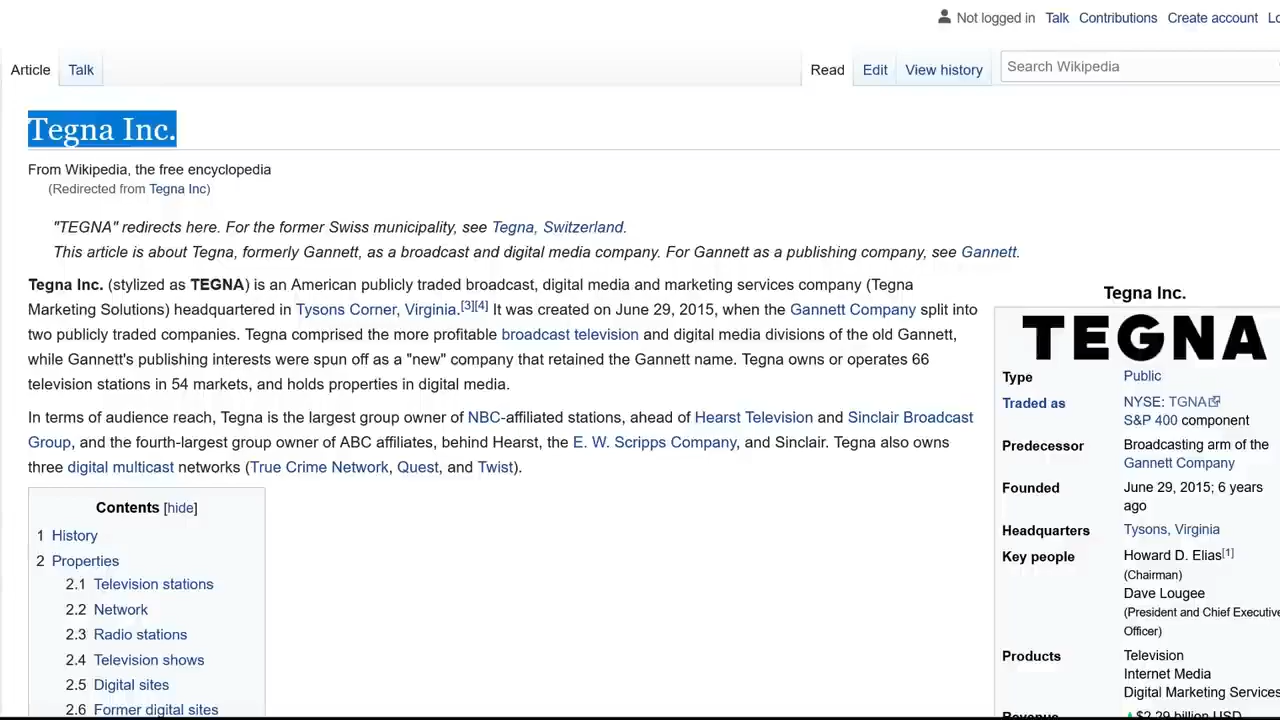 Not logged in Talk Contributions Create account
Article Talk Read Edit View history Search Wikipedia
Tegna Inc.
From Wikipedia, the free encyclopedia
(Redirected from Tegna Inc)
"TEGNA" redirects here. For the former Swiss municipality, see Tegna, Switzerland.
This article is about Tegna, formerly Gannett, as a broadcast and digital media company. For Gannett as a publishing company, see Gannett.
Tegna Inc. (stylized as TEGNA) is an American publicly traded broadcast, digital media and marketing services company (Tegna
Marketing Solutions) headquartered in Tysons Corner, Virginia.[3][4] It was created on June 29, 2015, when the Gannett Company split into
two publicly traded companies. Tegna comprised the more profitable broadcast television and digital media divisions of the old Gannett,
while Gannett's publishing interests were spun off as a "new" company that retained the Gannett name. Tegna owns or operates 66
television stations in 54 markets, and holds properties in digital media.
In terms of audience reach, Tegna is the largest group owner of NBC-affiliated stations, ahead of Hearst Television and Sinclair Broadcast
Group, and the fourth-largest group owner of ABC affiliates, behind Hearst, the E. W. Scripps Company, and Sinclair. Tegna also owns
three digital multicast networks (True Crime Network, Quest, and Twist).
Contents [hide]
1 History
2 Properties
2.1 Television stations
2.2 Network
2.3 Radio stations
2.4 Television shows
2.5 Digital sites
2.6 Former digital sites
Tegna Inc.
TEGNA
Type Public
Traded as NYSE: TGNA
S&P 400 component
Predecessor Broadcasting arm of the
Gannett Company
Founded June 29, 2015; 6 years
ago
Headquarters Tysons, Virginia
Key people Howard D. Elias[1]
(Chairman)
Dave Lougee
(President and Chief Executive
Officer)
Products Television
Internet Media
Digital Marketing Services
Revenue $2.29 billion USD